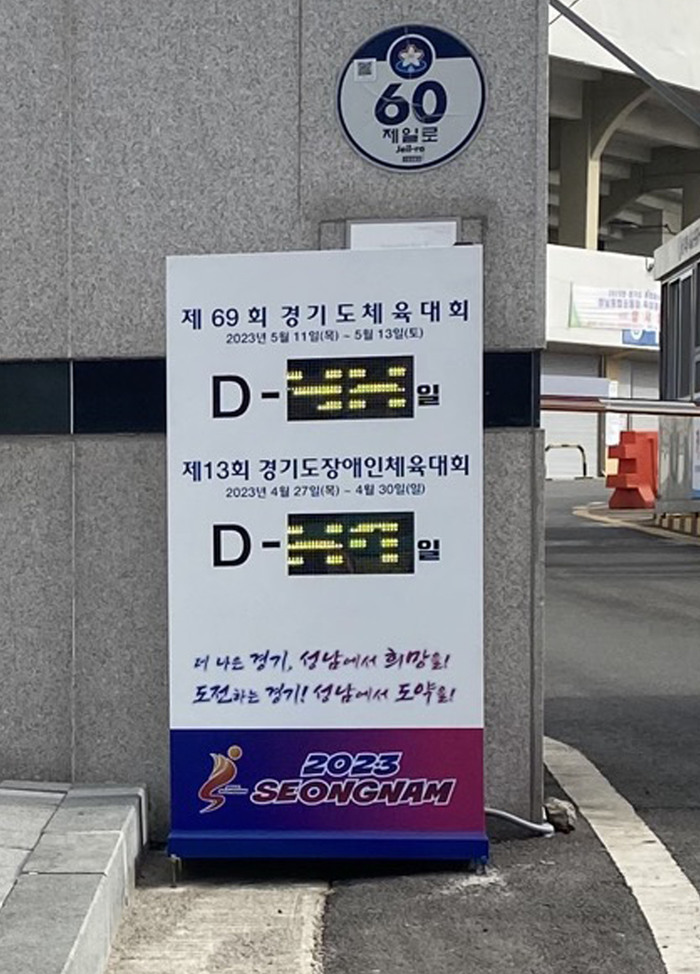 60
제일로
Jeil-ro
제 69 회 경기도체육대회
2023년 5월 11일(목) ~ 5월 13일(토)
D-
일
제13회 경기도장애인체육대회
2023년 4월 27일(목) ~ 4월 30일(일)
D-
일
더 나은 경기, 성남에서 희망을!
도전하는 경기! 성남에서 도약을!
2023
SEONGNAM